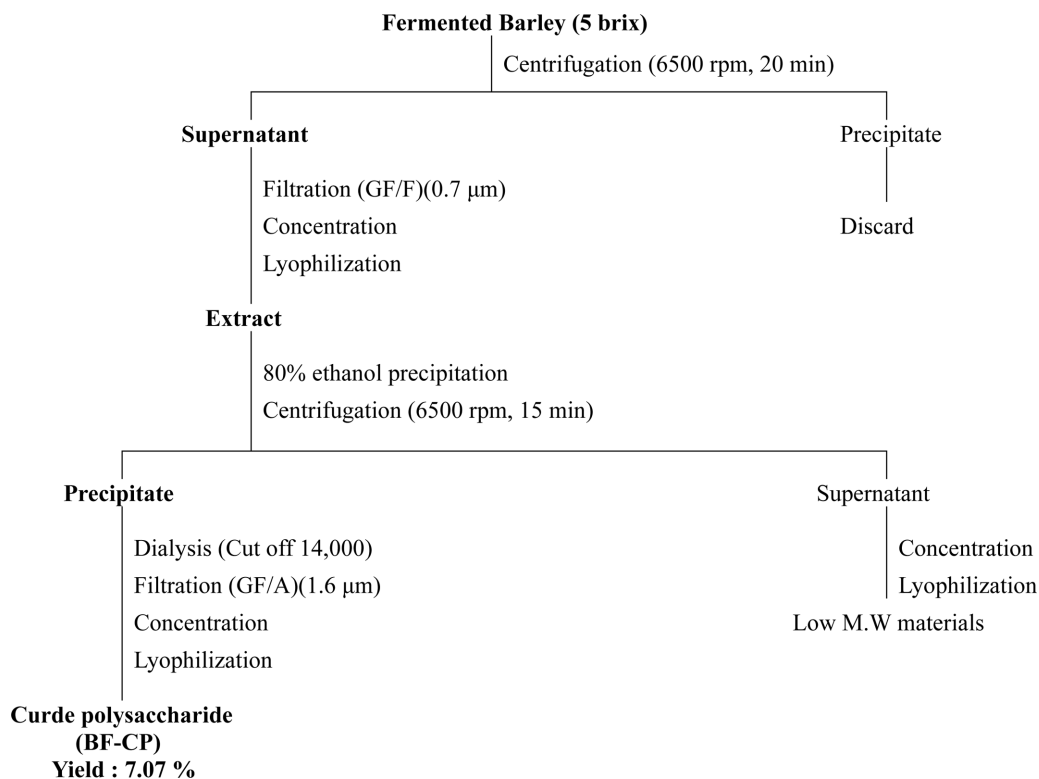 Fermented Barley (5 brix)
Centrifugation (6500 rpm, 20 min)
Supernatant
Precipitate
Filtration (GF/F)(0.7 μm)
Concentration
Lyophilization
Discard
Extract
80% ethanol precipitation
Centrifugation (6500 rpm, 15 min)
Precipitate
Supernatant
Dialysis (Cut off 14,000)
Filtration (GF/A)(1.6 μm)
Concentration
Lyophilization
Concentration
Lyophilization
Low M.W materials
Curde polysaccharide
(BF-CP)
Yield : 7.07 %